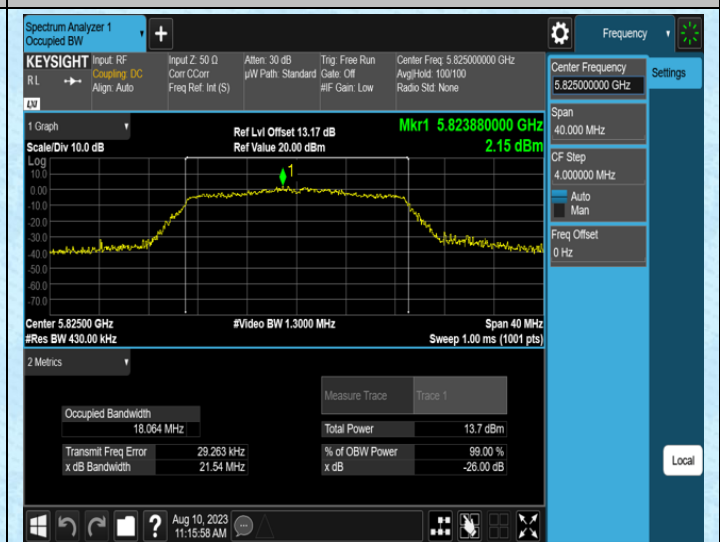 Spectrum Analyzer 1
Occupied BW
+
Frequency
KEYSIGHT
RL
LXI
Input: RF
Coupling: DC
Align: Auto
Input Z: 50 Ω
Corr CCorr
Freq Ref: Int (S)
Atten: 30 dB
µW Path: Standard
Trig: Free Run
Gate: Off
#IF Gain: Low
Center Freq: 5.825000000 GHz
Avg|Hold: 100/100
Radio Std: None
Center Frequency
5.825000000 GHz
Settings
Span
40.000 MHz
CF Step
4.000000 MHz
Auto
Man
Freq Offset
0 Hz
1 Graph
Scale/Div 10.0 dB
Ref Lvl Offset 13.17 dB
Ref Value 20.00 dBm
Mkr1 5.823880000 GHz
2.15 dBm
Log
10.0
0.00
-10.0
-20.0
-30.0
-40.0
-50.0
-60.0
-70.0
1
Center 5.82500 GHz
#Res BW 430.00 kHz
#Video BW 1.3000 MHz
Span 40 MHz
Sweep 1.00 ms (1001 pts)
2 Metrics
Measure Trace
Trace 1
Occupied Bandwidth
18.064 MHz
Total Power
13.7 dBm
Transmit Freq Error
29.263 kHz
% of OBW Power
99.00 %
x dB Bandwidth
21.54 MHz
x dB
-26.00 dB
Local
?
Aug 10, 2023
11:15:58 AM